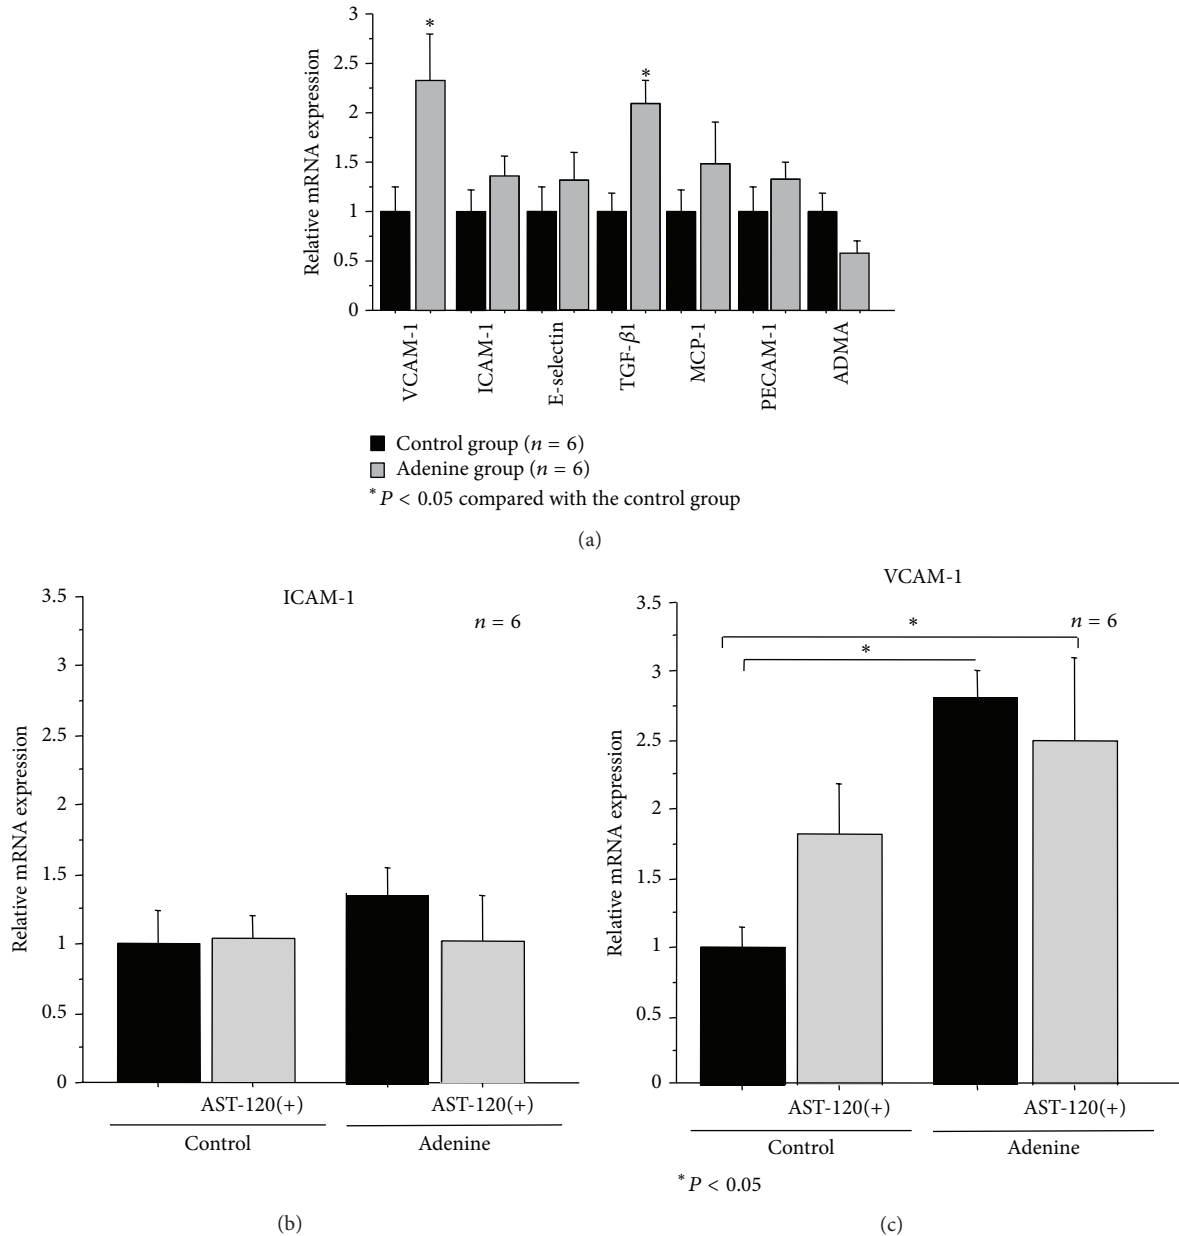 3
2.5
2
1.5
1
0.5
0
Relative mRNA expression
*
*
VCAM-1
ICAM-1
E-selectin
TGF-β1
MCP-1
PECAM-1
ADMA
Control group (n = 6)
Adenine group (n = 6)
* P < 0.05 compared with the control group
(a)
ICAM-1
n = 6
3.5
3
2.5
2
1.5
1
0.5
0
Relative mRNA expression
AST-120(+)
AST-120(+)
Control
Adenine
(b)
VCAM-1
n = 6
3.5
3
2.5
2
1.5
1
0.5
0
Relative mRNA expression
*
*
AST-120(+)
AST-120(+)
Control
Adenine
* P < 0.05
(c)